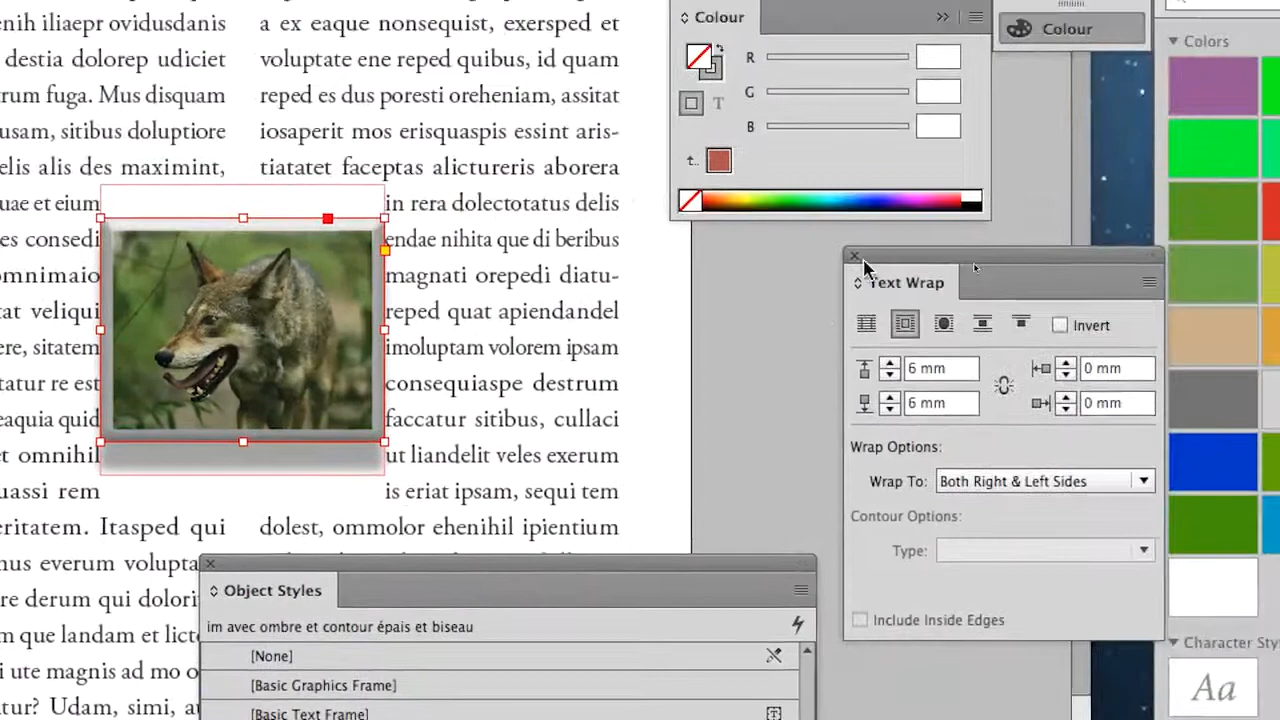 enih iliaepr ovidusdanis
destia dolorep udiciet
rum fuga. Mus disquam
usam, sitibus doluptiore
elis alis des maximint,
uae et eium
es consedi
omnimaio
tat veliqui
ere, sitatem
tatur re est
eaquia quid
et omnihil
uassi rem
eritatem. Itasped qui
nus everum volupta
re derum qui dolori
m que landam et licto
i ute magnis ad mo o
tur? Udam, simi, a
a ex eaque nonsequist, exersped et
voluptate ene reped quibus, id quam
reped es dus poresti oreheniam, assitat
iosaperit mos erisquaspis essint aris-
tiatatet faceptas alictureris aborera
in rera dolectotatus delis
endae nihita que di beribus
magnati orepedi diatu-
reped quat apiendandel
imoluptam volorem ipsam
consequiaspe destrum
faccatur sitibus, cullaci
ut liandelit veles exerum
is eriat ipsam, sequi tem
dolest, ommolor ehenihil ipientium
Colour
R
G
B
T
Colour
Colors
Text Wrap
Invert
6 mm
0 mm
6 mm
0 mm
Wrap Options:
Wrap To: Both Right & Left Sides
Contour Options:
Type:
Include Inside Edges
Object Styles
im avec ombre et contour épais et biseau
[None]
[Basic Graphics Frame]
[Basic Text Frame]
Character Sty
Aa